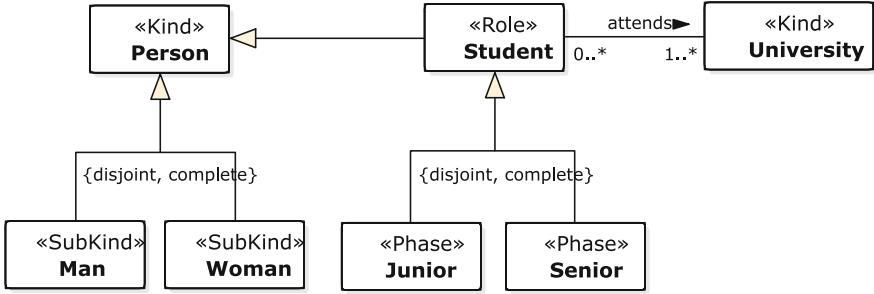 «Kind»
Person
«Role»
Student
attends
0..*
1..*
«Kind»
University
{disjoint, complete}
{disjoint, complete}
«SubKind»
Man
«SubKind»
Woman
«Phase»
Junior
«Phase»
Senior